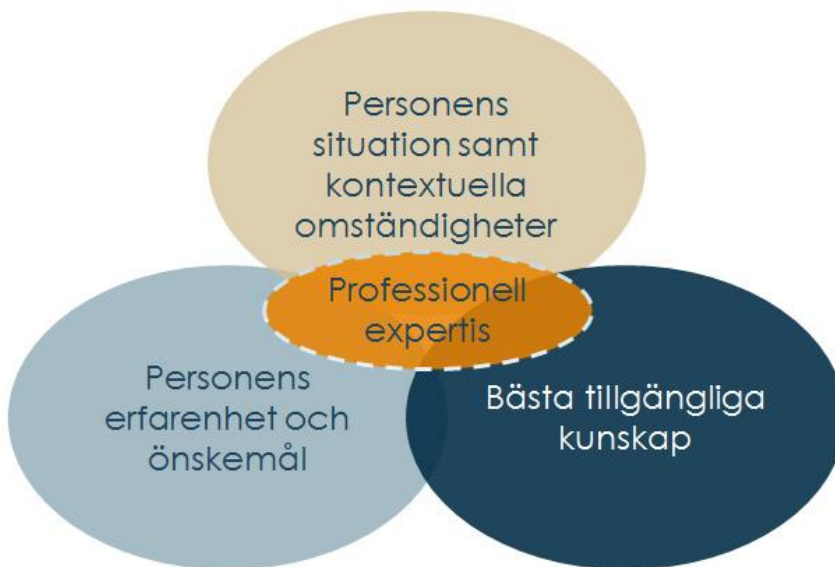 Personens
situation samt
kontextuella
omständigheter
Professionell
expertis
Personens
erfarenhet och
önskemål
Bästa tillgängliga
kunskap